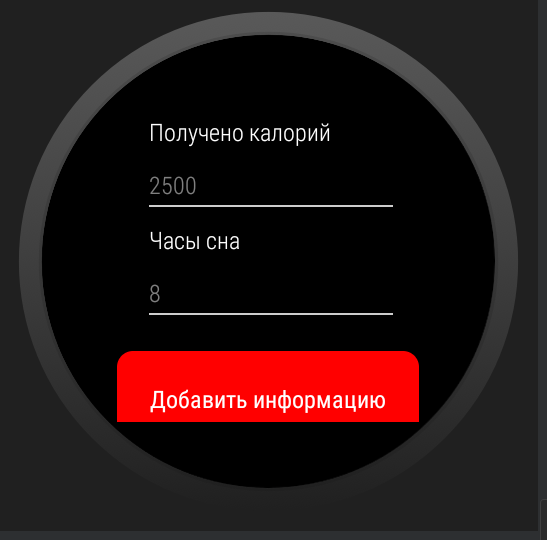 Получено калорий
2500
Часы сна
8
Добавить информацию